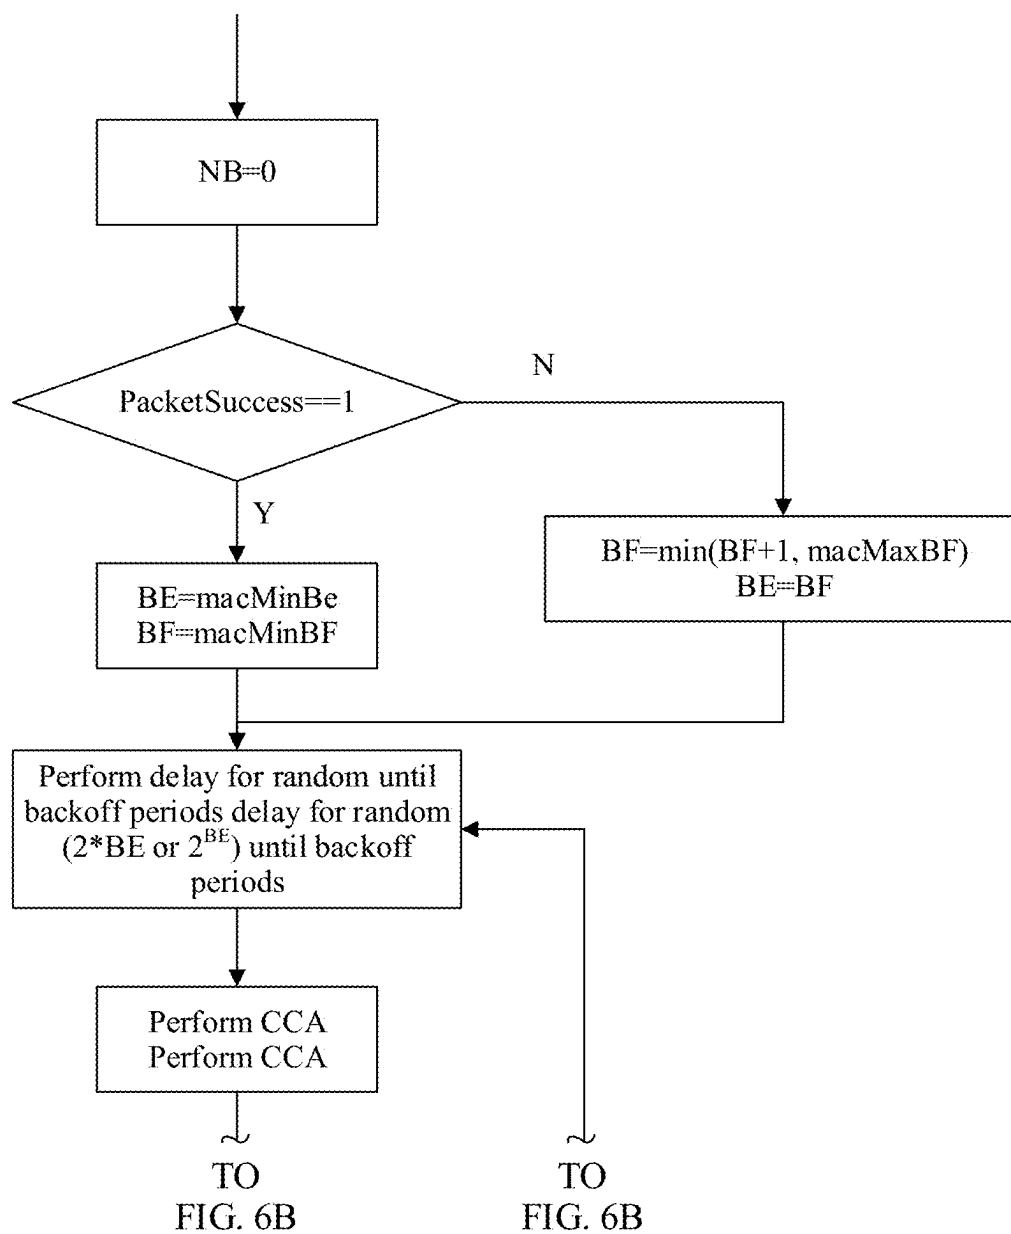 NB=0
PacketSuccess==1
N
Y
BF=min(BF+1, macMaxBF)
BE=BF
BE=macMinBe
BF=macMinBF
Perform delay for random until
backoff periods delay for random
(2*BE or 2^BE) until backoff
periods
Perform CCA
Perform CCA
TO
FIG. 6B
TO
FIG. 6B